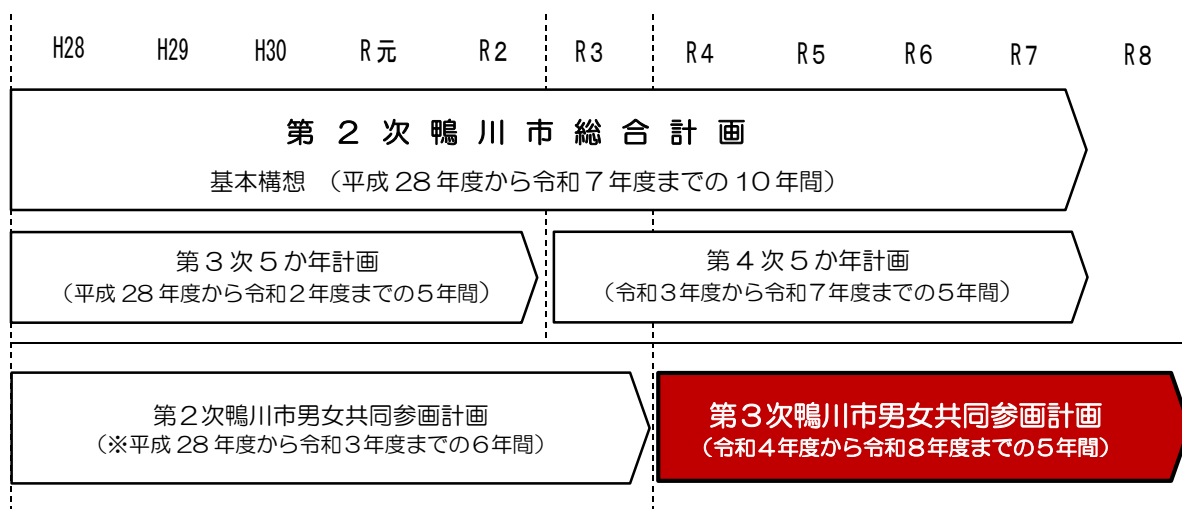 H28 H29 H30 R元 R2 R3 R4 R5 R6 R7 R8
第２次鴨川市総合計画
基本構想 （平成28年度から令和７年度までの10年間）
第３次５か年計画
（平成28年度から令和２年度までの５年間）
第４次５か年計画
（令和３年度から令和７年度までの５年間）
第２次鴨川市男女共同参画計画
（※平成28年度から令和３年度までの６年間）
第３次鴨川市男女共同参画計画
（令和４年度から令和８年度までの５年間）